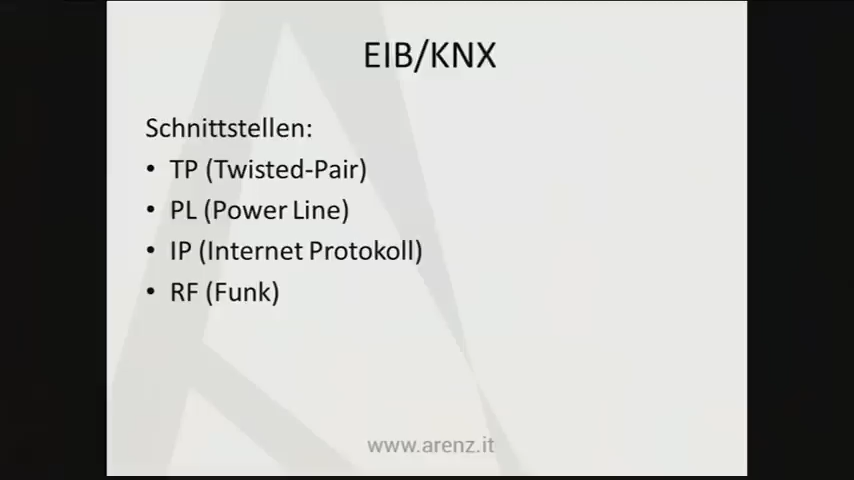 EIB/KNX
Schnittstellen:
• TP (Twisted-Pair)
• PL (Power Line)
• IP (Internet Protokoll)
• RF (Funk)
www.arenz.it